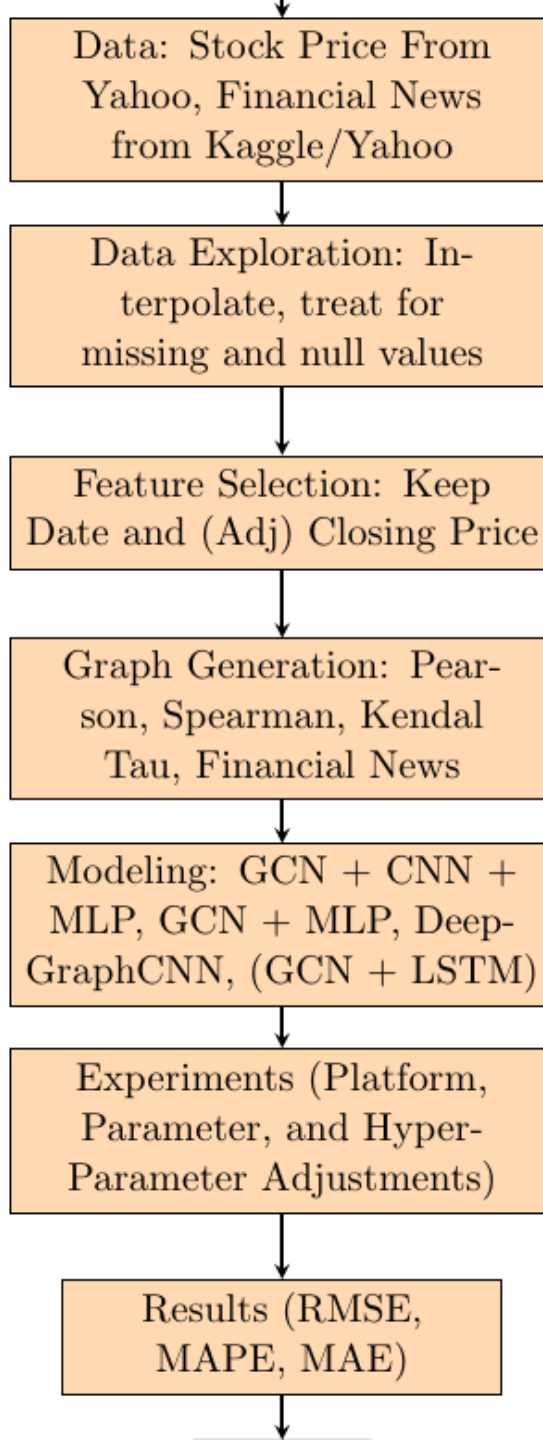 Data: Stock Price From
Yahoo, Financial News
from Kaggle/Yahoo
Data Exploration: In-
terpolate, treat for
missing and null values
Feature Selection: Keep
Date and (Adj) Closing Price
Graph Generation: Pear-
son, Spearman, Kendal
Tau, Financial News
Modeling: GCN + CNN +
MLP, GCN + MLP, Deep-
GraphCNN, (GCN + LSTM)
Experiments (Platform,
Parameter, and Hyper-
Parameter Adjustments)
Results (RMSE,
MAPE, MAE)